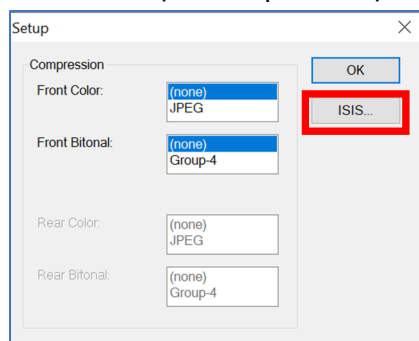 Setup
Compression
OK
Front Color:
(none)
JPEG
ISIS...
Front Bitonal:
(none)
Group-4
Rear Color:
(none)
JPEG
Rear Bitonal:
(none)
Group-4